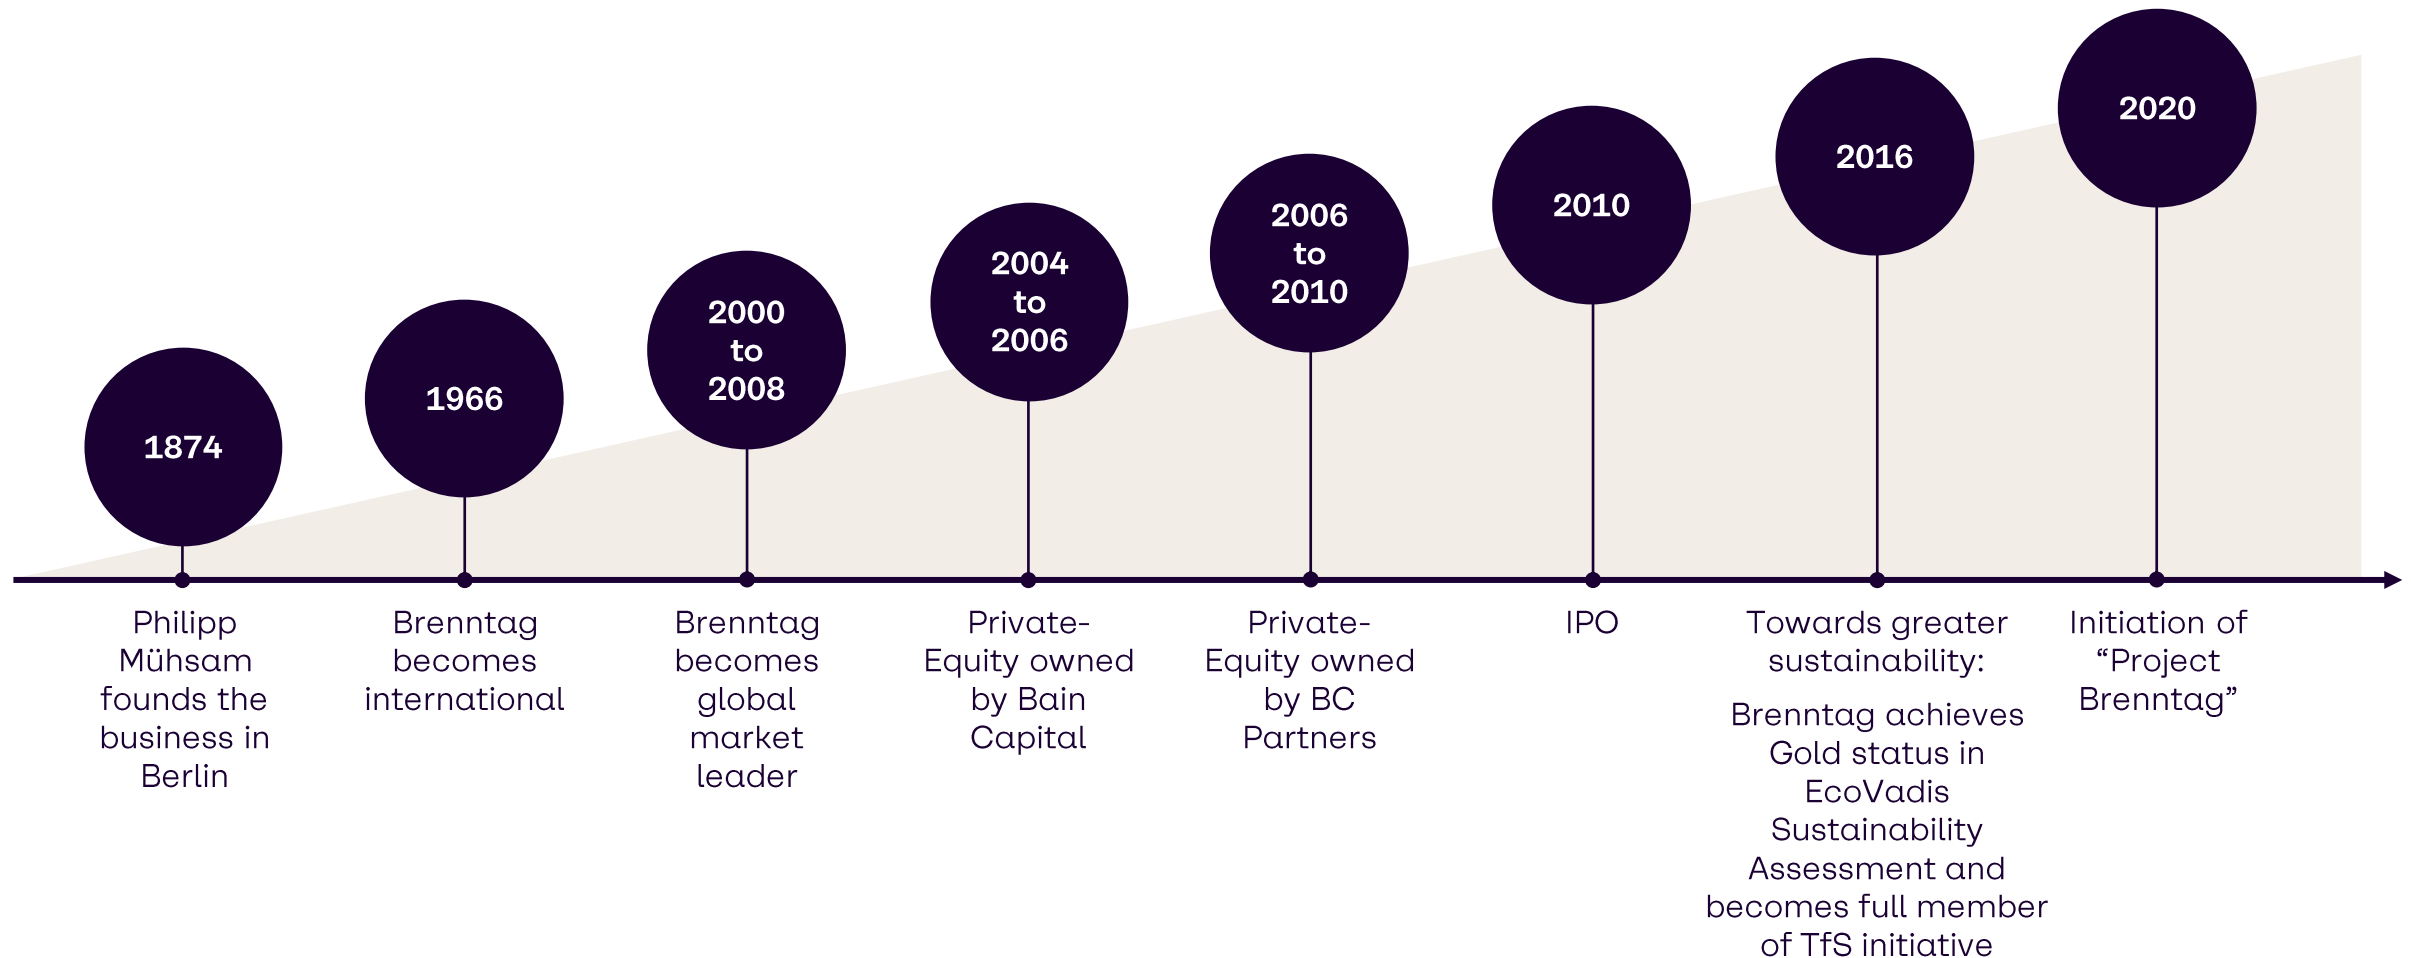 1874
Philipp
Mühsam
founds the
business in
Berlin
1966
Brenntag
becomes
international
2000
to
2008
Brenntag
becomes
global
market
leader
2004
to
2006
Private-
Equity owned
by Bain
Capital
2006
to
2010
Private-
Equity owned
by BC
Partners
2010
IPO
2016
Towards greater
sustainability:
Brenntag achieves
Gold status in
EcoVadis
Sustainability
Assessment and
becomes full member
of TfS initiative
2020
Initiation of
“Project
Brenntag”